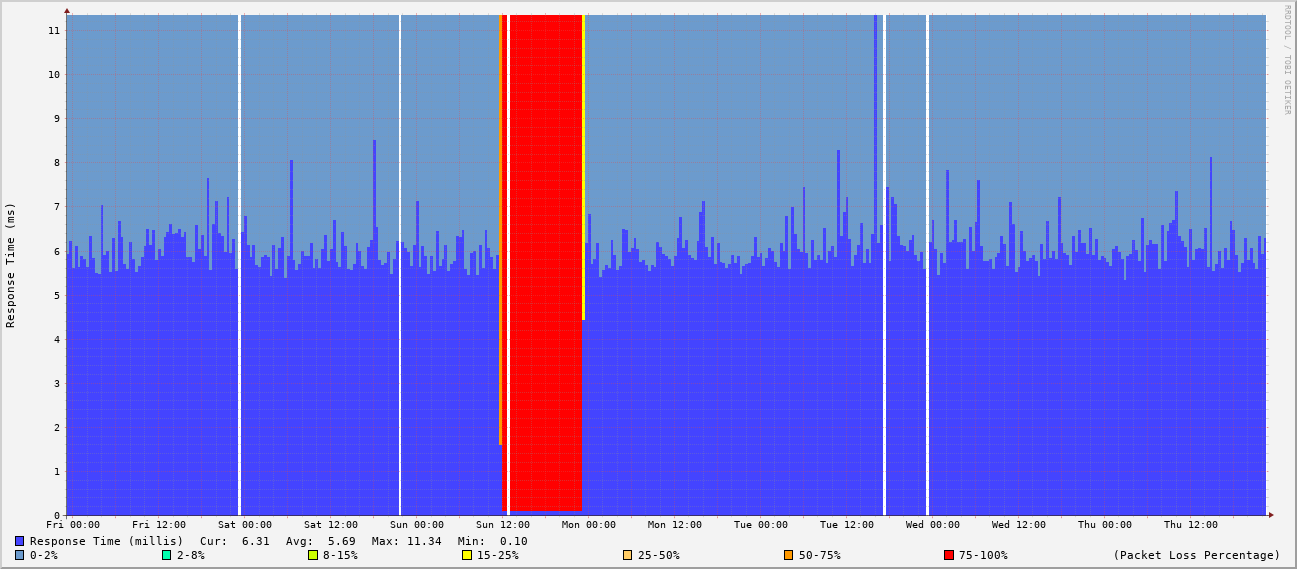 RRDTOOL / TOBI OETIKER
Response Time (ms)
11
10
9
8
7
6
5
4
3
2
1
0
Fri 00:00 Fri 12:00 Sat 00:00 Sat 12:00 Sun 00:00 Sun 12:00 Mon 00:00 Mon 12:00 Tue 00:00 Tue 12:00 Wed 00:00 Wed 12:00 Thu 00:00 Thu 12:00
Response Time (millis) Cur: 6.31 Avg: 5.69 Max: 11.34 Min: 0.10
0-2% 2-8% 8-15% 15-25% 25-50% 50-75% 75-100% (Packet Loss Percentage)